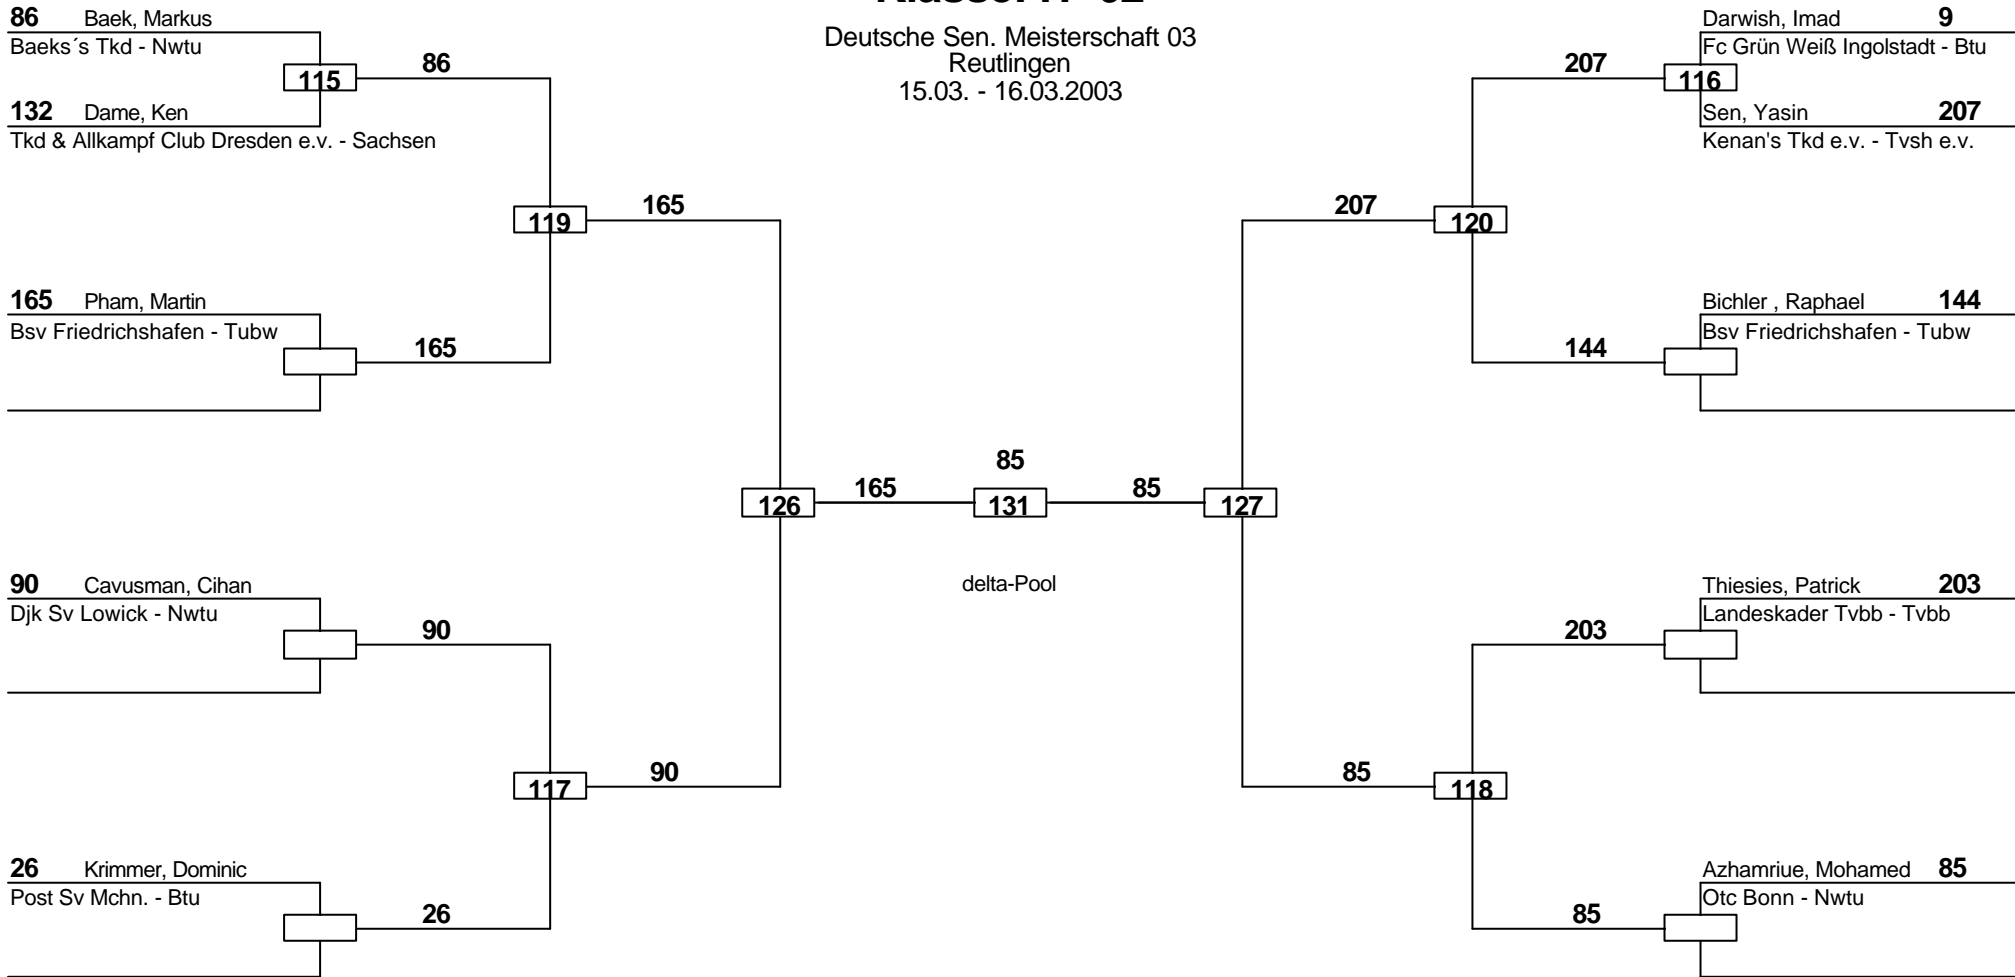 Deutsche Sen. Meisterschaft 03
Reutlingen
15.03. - 16.03.2003
86 Baek, Markus
Baeks´s Tkd - Nwtu
115
86
132 Dame, Ken
Tkd & Allkampf Club Dresden e.v. - Sachsen
119
165
165 Pham, Martin
Bsv Friedrichshafen - Tubw
165
90 Cavusman, Cihan
Djk Sv Lowick - Nwtu
90
117
90
26 Krimmer, Dominic
Post Sv Mchn. - Btu
26
126
165
85
131
85
127
delta-Pool
Darwish, Imad 9
Fc Grün Weiß Ingolstadt - Btu
207
116
Sen, Yasin 207
Kenan's Tkd e.v. - Tvsh e.v.
207
120
Bichler , Raphael 144
Bsv Friedrichshafen - Tubw
144
Thiesies, Patrick 203
Landeskader Tvbb - Tvbb
203
85
118
Azhamriue, Mohamed 85
Otc Bonn - Nwtu
85